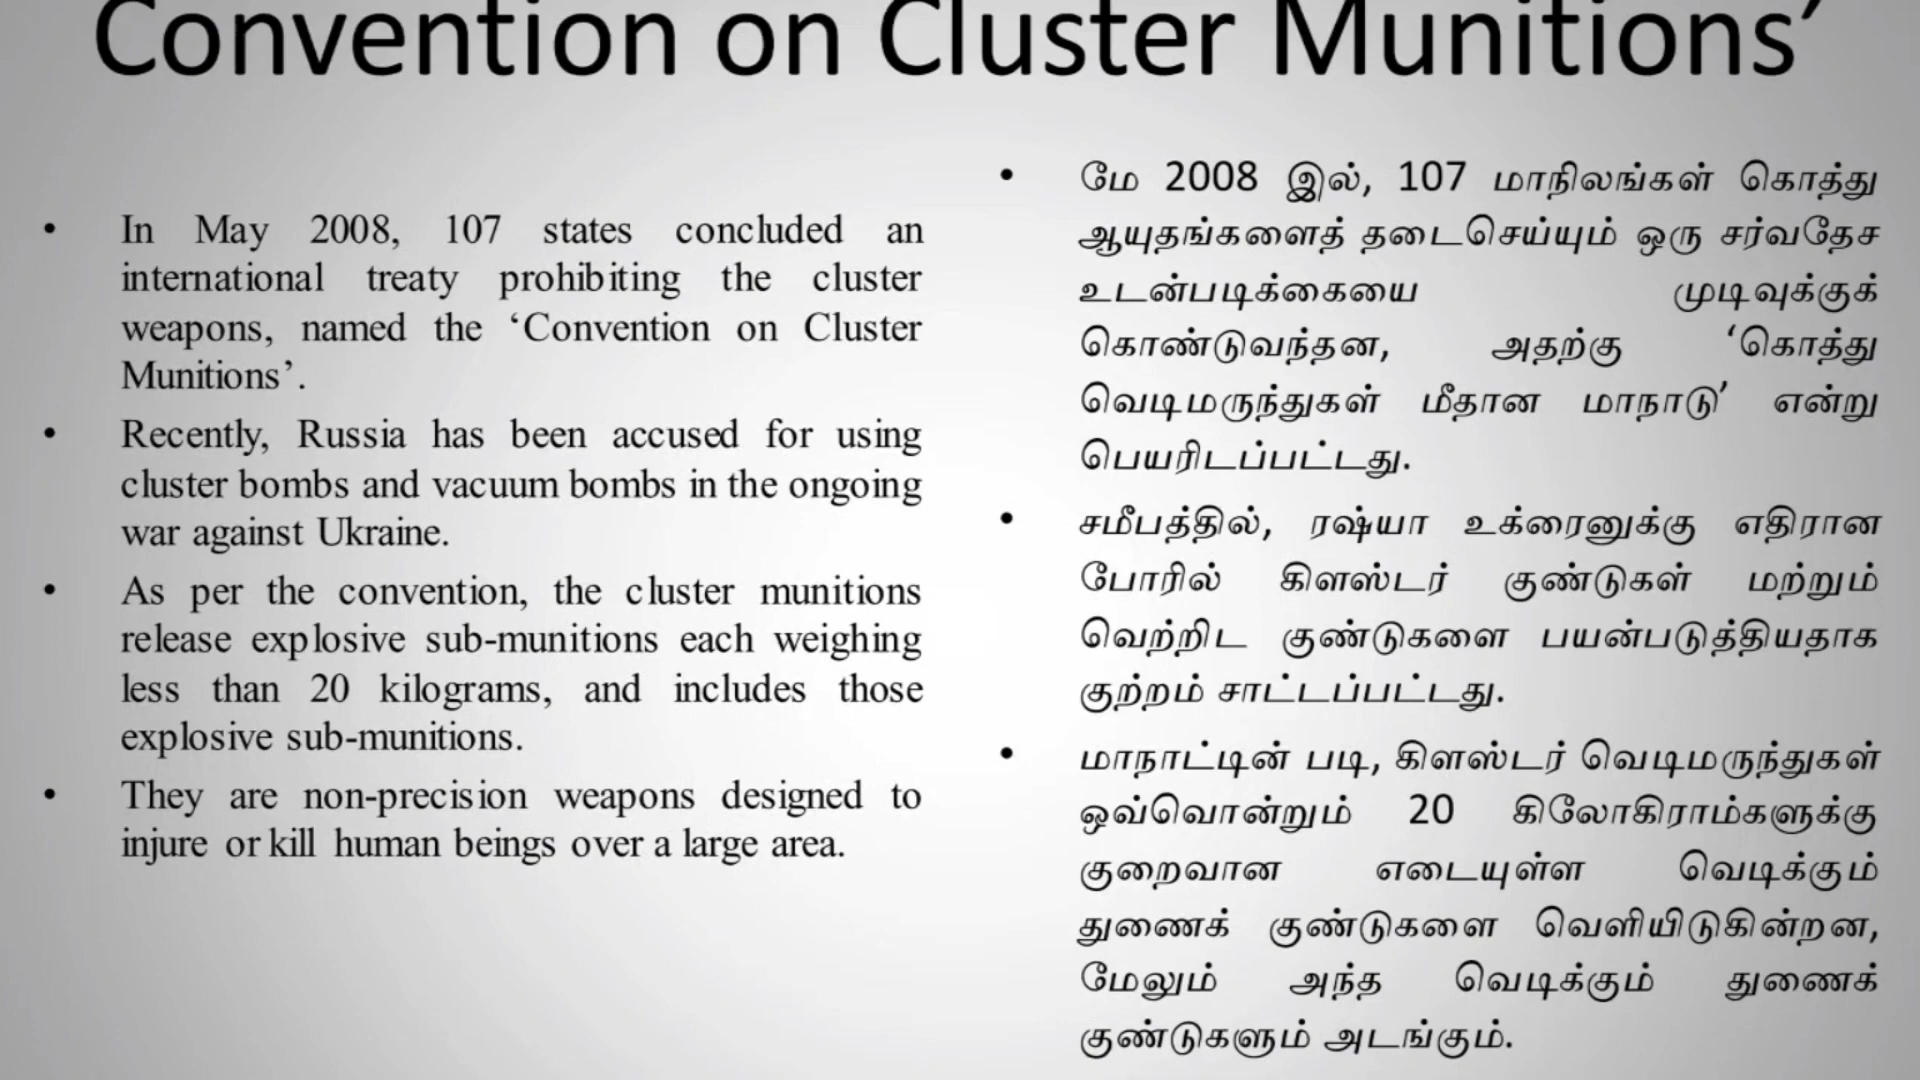 Convention on Cluster Munitions’
In May 2008, 107 states concluded an
international treaty prohibiting the cluster
weapons, named the ‘Convention on Cluster
Munitions’.
Recently, Russia has been accused for using
cluster bombs and vacuum bombs in the ongoing
war against Ukraine.
As per the convention, the cluster munitions
release explosive sub-munitions each weighing
less than 20 kilograms, and includes those
explosive sub-munitions.
They are non-precision weapons designed to
injure or kill human beings over a large area.
மே 2008 இல், 107 மாநிலங்கள் கொத்து
ஆயுதங்களைத் தடைசெய்யும் ஒரு சர்வதேச
உடன்படிக்கையை முடிவுக்குக்
கொண்டுவந்தன, அதற்கு ‘கொத்து
வெடிமருந்துகள் மீதான மாநாடு’ என்று
பெயரிடப்பட்டது.
சமீபத்தில், ரஷ்யா உக்ரைனுக்கு எதிரான
போரில் கிளஸ்டர் குண்டுகள் மற்றும்
வெற்றிட குண்டுகளை பயன்படுத்தியதாக
குற்றம் சாட்டப்பட்டது.
மாநாட்டின் படி, கிளஸ்டர் வெடிமருந்துகள்
ஒவ்வொன்றும் 20 கிலோகிராம்களுக்கு
குறைவான எடையுள்ள வெடிக்கும்
துணைக் குண்டுகளை வெளியிடுகின்றன,
மேலும் அந்த வெடிக்கும் துணைக்
குண்டுகளும் அடங்கும்.